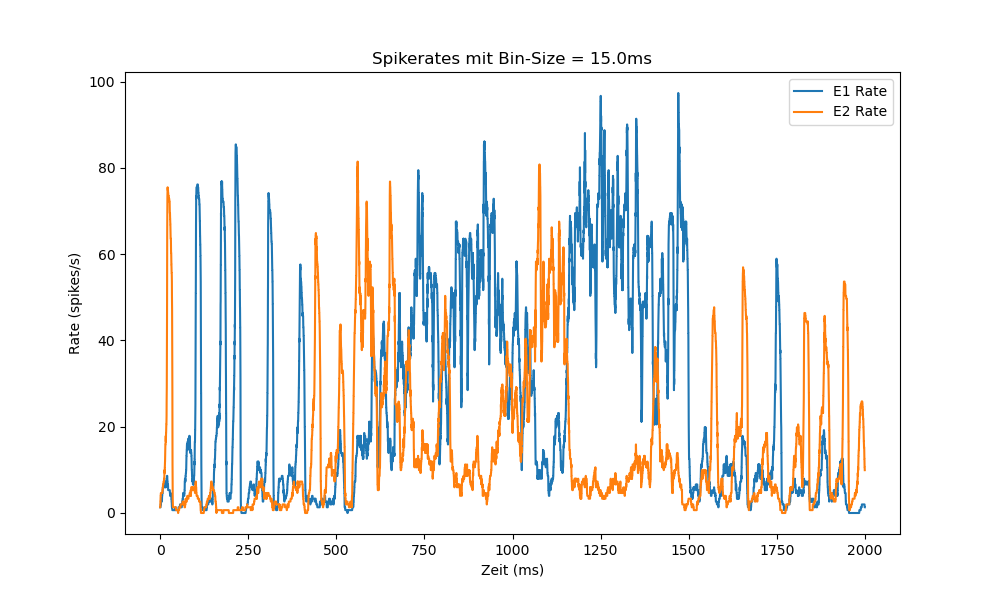 Spikerates mit Bin-Size = 15.0ms
E1 Rate
E2 Rate
100
80
60
40
20
0
Rate (spikes/s)
0 250 500 750 1000 1250 1500 1750 2000
Zeit (ms)